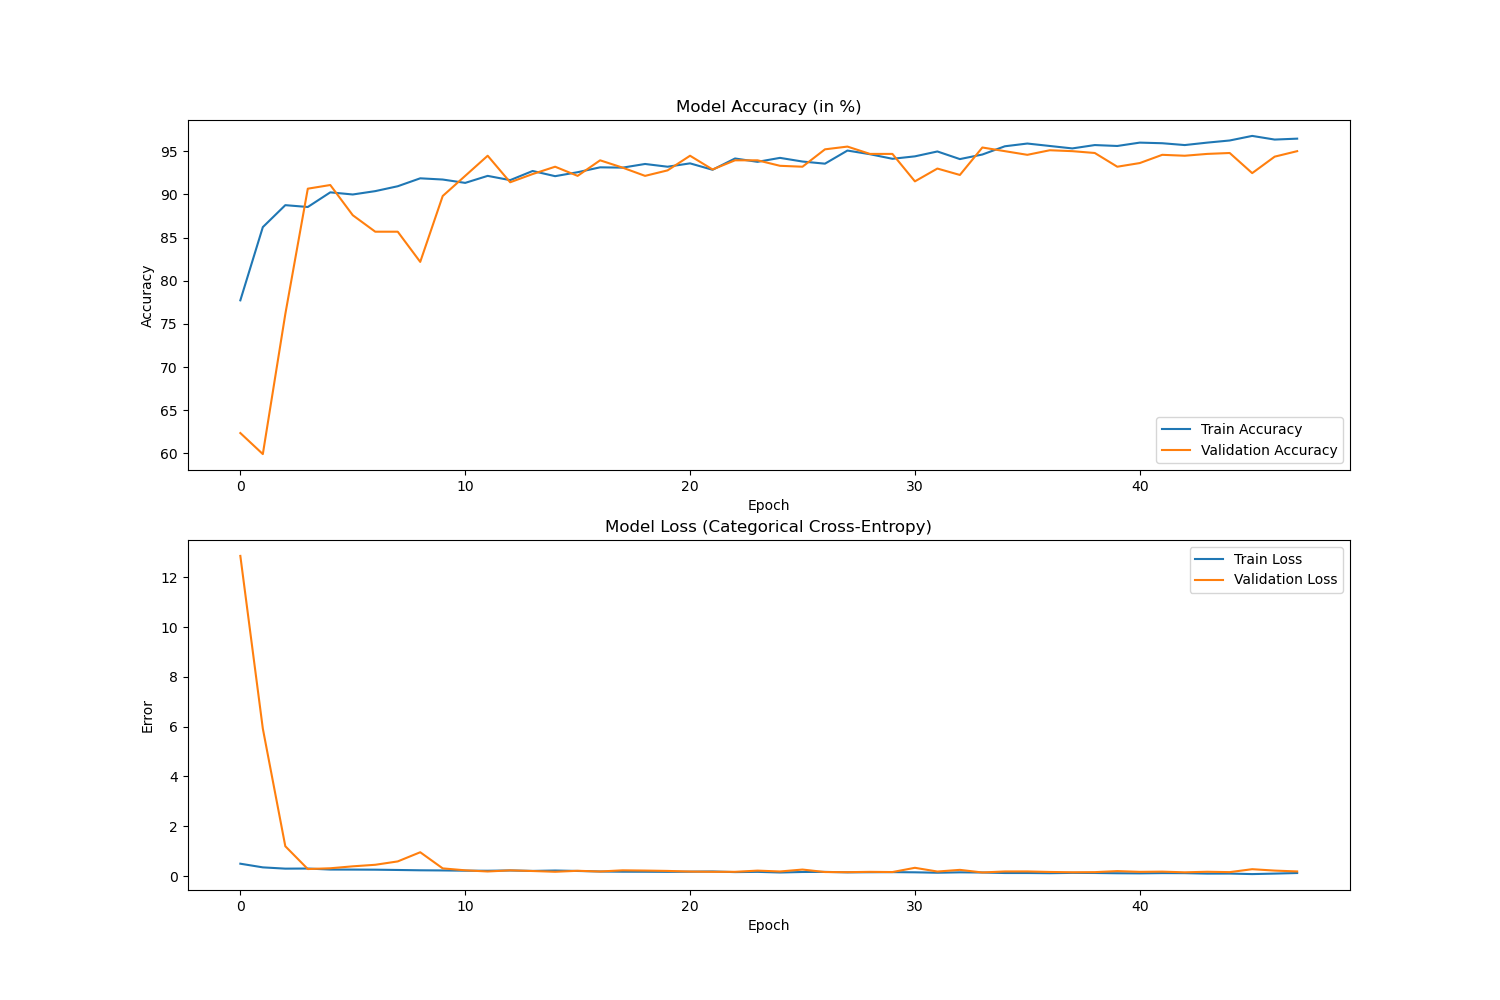 Model Accuracy (in %)
Accuracy
95
90
85
80
75
70
65
60
Train Accuracy
Validation Accuracy
0 10 20 30 40
Epoch
Model Loss (Categorical Cross-Entropy)
Error
12
10
8
6
4
2
0
Train Loss
Validation Loss
0 10 20 30 40
Epoch